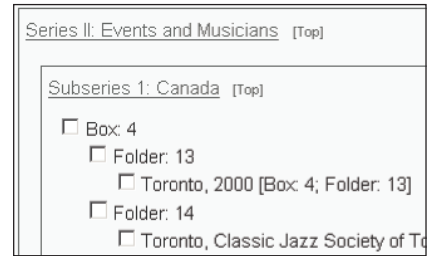 Series II: Events and Musicians [Top]
Subseries 1: Canada [Top]
Box: 4
Folder: 13
Toronto, 2000 [Box: 4; Folder: 13]
Folder: 14
Toronto, Classic Jazz Society of